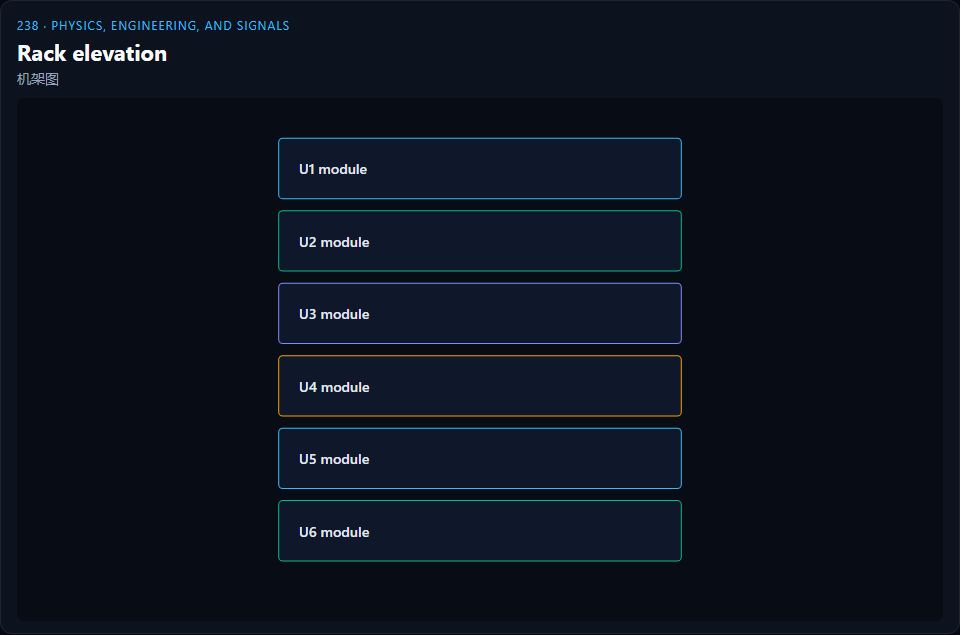 238 · PHYSICS, ENGINEERING, AND SIGNALS
Rack elevation
机架图
U1 module
U2 module
U3 module
U4 module
U5 module
U6 module